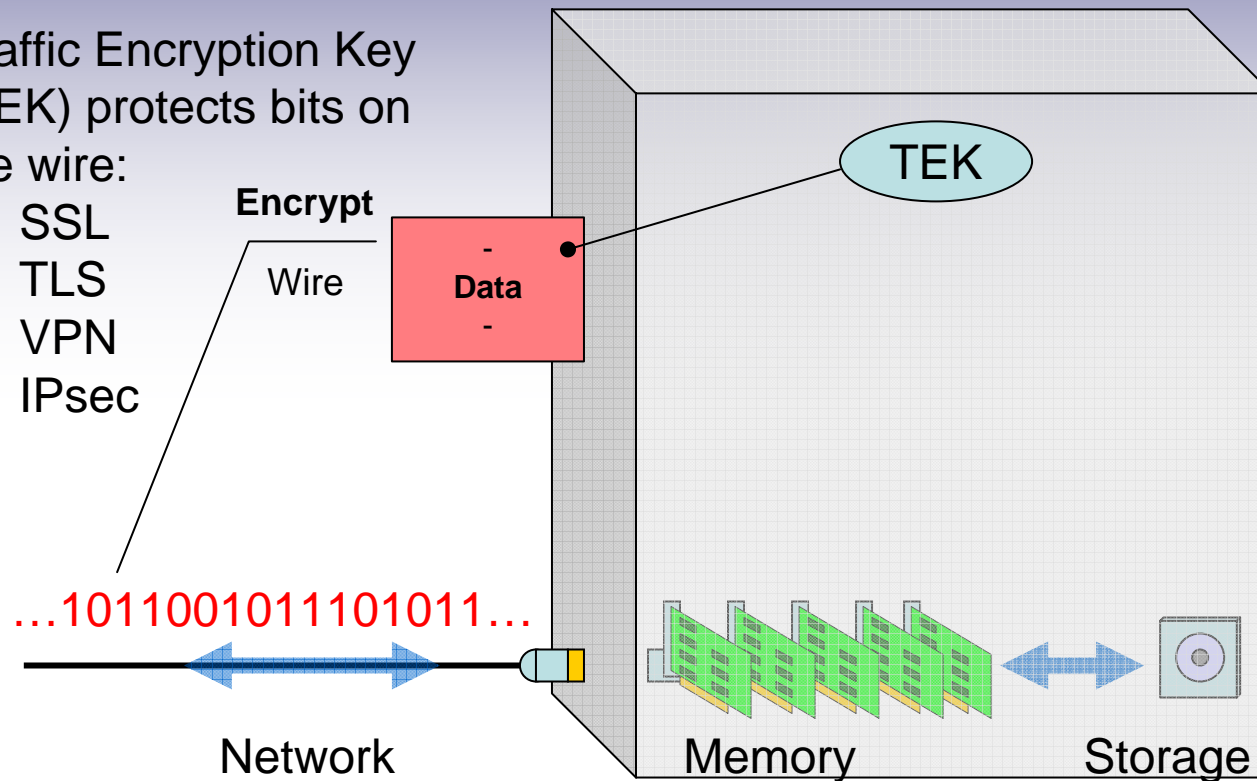 affic Encryption Key
EK) protects bits on
e wire:
SSL
TLS
VPN
IPsec
Encrypt
Wire
-
Data
-
TEK
…1011001011101011…
Network
Memory
Storage